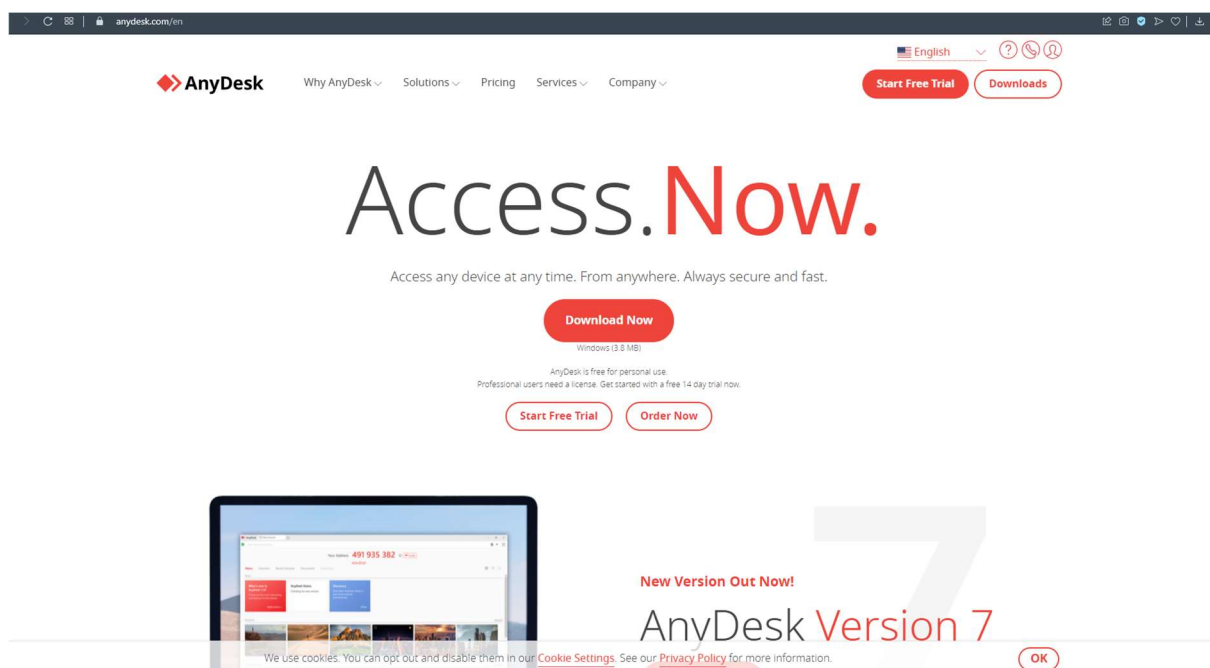 anydesk.com/en
English
AnyDesk
Why AnyDesk
Solutions
Pricing
Services
Company
Start Free Trial
Downloads
Access.Now.
Access any device at any time. From anywhere. Always secure and fast.
Download Now
Windows (3.8 MB)
AnyDesk is free for personal use.
Professional users need a license. Get started with a free 14 day trial now.
Start Free Trial
Order Now
491 935 382
7
New Version Out Now!
AnyDesk Version 7
We use cookies. You can opt out and disable them in our Cookie Settings. See our Privacy Policy for more information.
OK